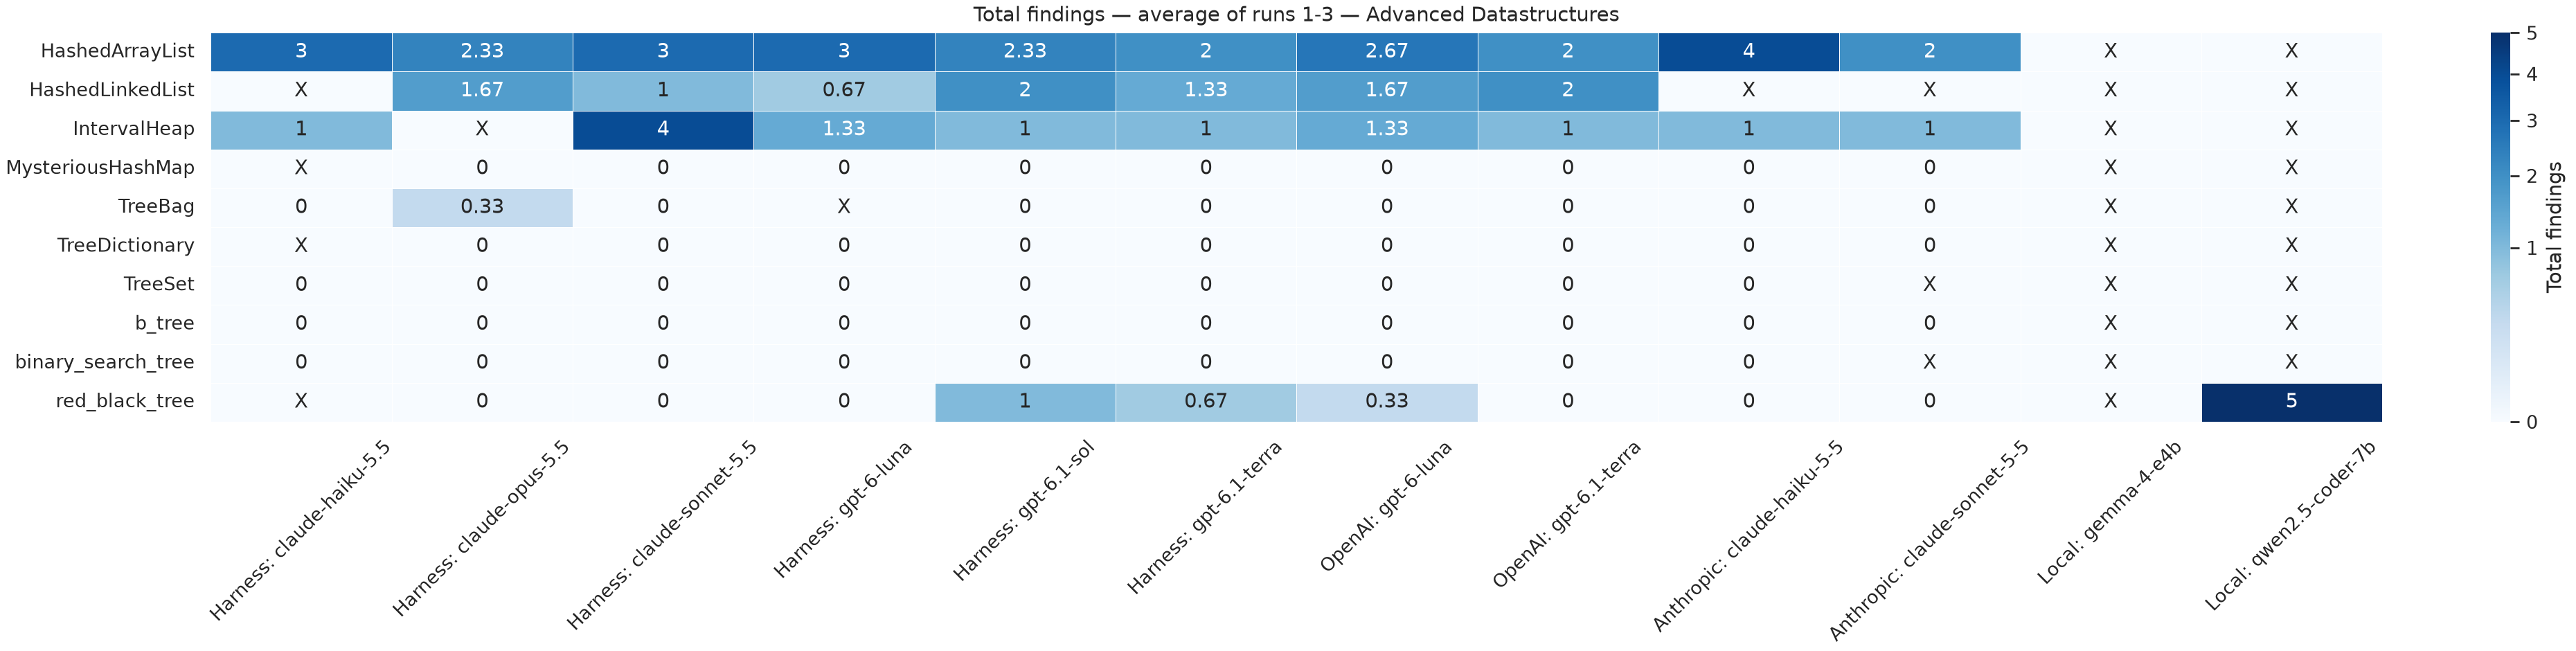 Total findings — average of runs 1-3 — Advanced Datastructures
HashedArrayList 3 2.33 3 3 2.33 2 2.67 2 4 2 X X
HashedLinkedList X 1.67 1 0.67 2 1.33 1.67 2 X X X X
IntervalHeap 1 X 4 1.33 1 1 1.33 1 1 1 X X
MysteriousHashMap X 0 0 0 0 0 0 0 0 0 X X
TreeBag 0 0.33 0 X 0 0 0 0 0 0 X X
TreeDictionary X 0 0 0 0 0 0 0 0 0 X X
TreeSet 0 0 0 0 0 0 0 0 0 X X X
b_tree 0 0 0 0 0 0 0 0 0 0 X X
binary_search_tree 0 0 0 0 0 0 0 0 0 X X X
red_black_tree X 0 0 0 1 0.67 0.33 0 0 0 X 5
Harness: claude-haiku-5.5
Harness: claude-opus-5.5
Harness: claude-sonnet-5.5
Harness: gpt-6-luna
Harness: gpt-6.1-sol
Harness: gpt-6.1-terra
OpenAI: gpt-6-luna
OpenAI: gpt-6.1-terra
Anthropic: claude-haiku-5-5
Anthropic: claude-sonnet-5-5
Local: gemma-4-e4b
Local: qwen2.5-coder-7b
5
4
3
2
1
0
Total findings